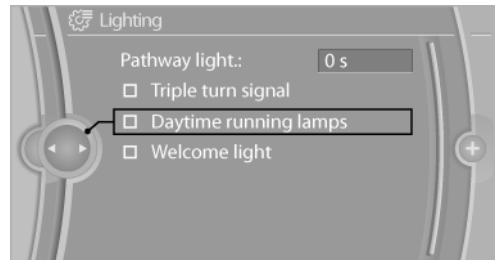 Lighting
Pathway light.: 0 s
Triple turn signal
Daytime running lamps
Welcome light